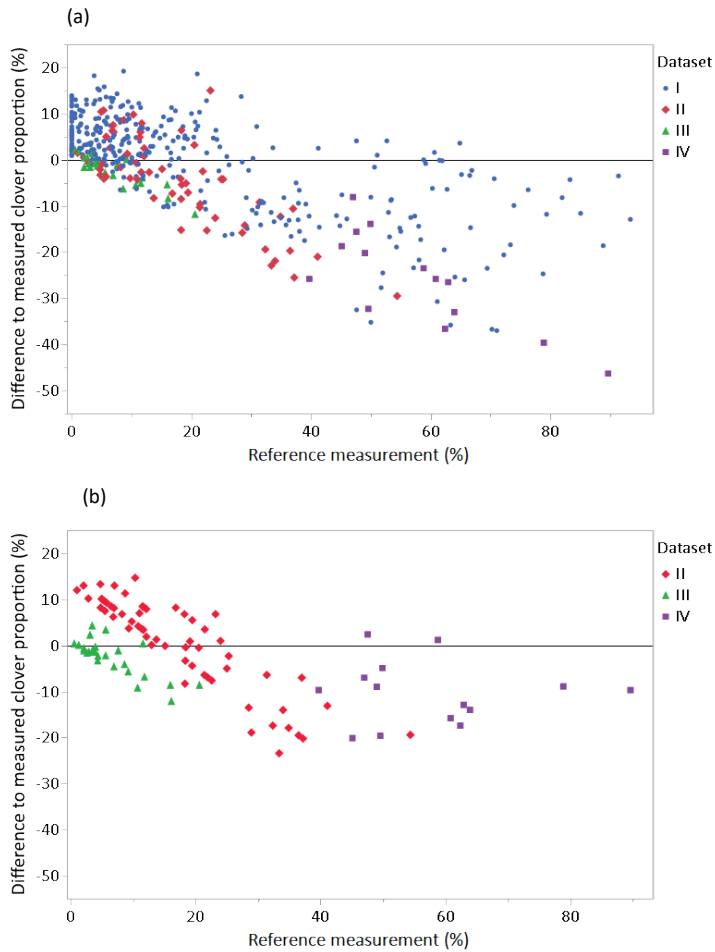 (a)
Difference to measured clover proportion (%)
20
10
0
-10
-20
-30
-40
-50
0 20 40 60 80
Reference measurement (%)
Dataset
I
II
III
IV
(b)
Difference to measured clover proportion (%)
20
10
0
-10
-20
-30
-40
-50
0 20 40 60 80
Reference measurement (%)
Dataset
II
III
IV